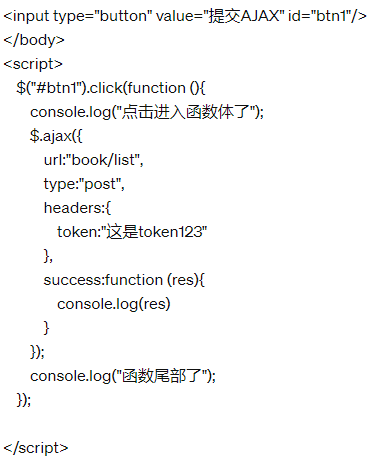 <input type="button" value="提交AJAX" id="btn1"/>
</body>
<script>
$("#btn1").click(function (){
console.log("点击进入函数体了");
$.ajax({
url:"book/list",
type:"post",
headers:{
token:"这是token123"
},
success:function (res){
console.log(res)
}
});
console.log("函数尾部了");
});
</script>